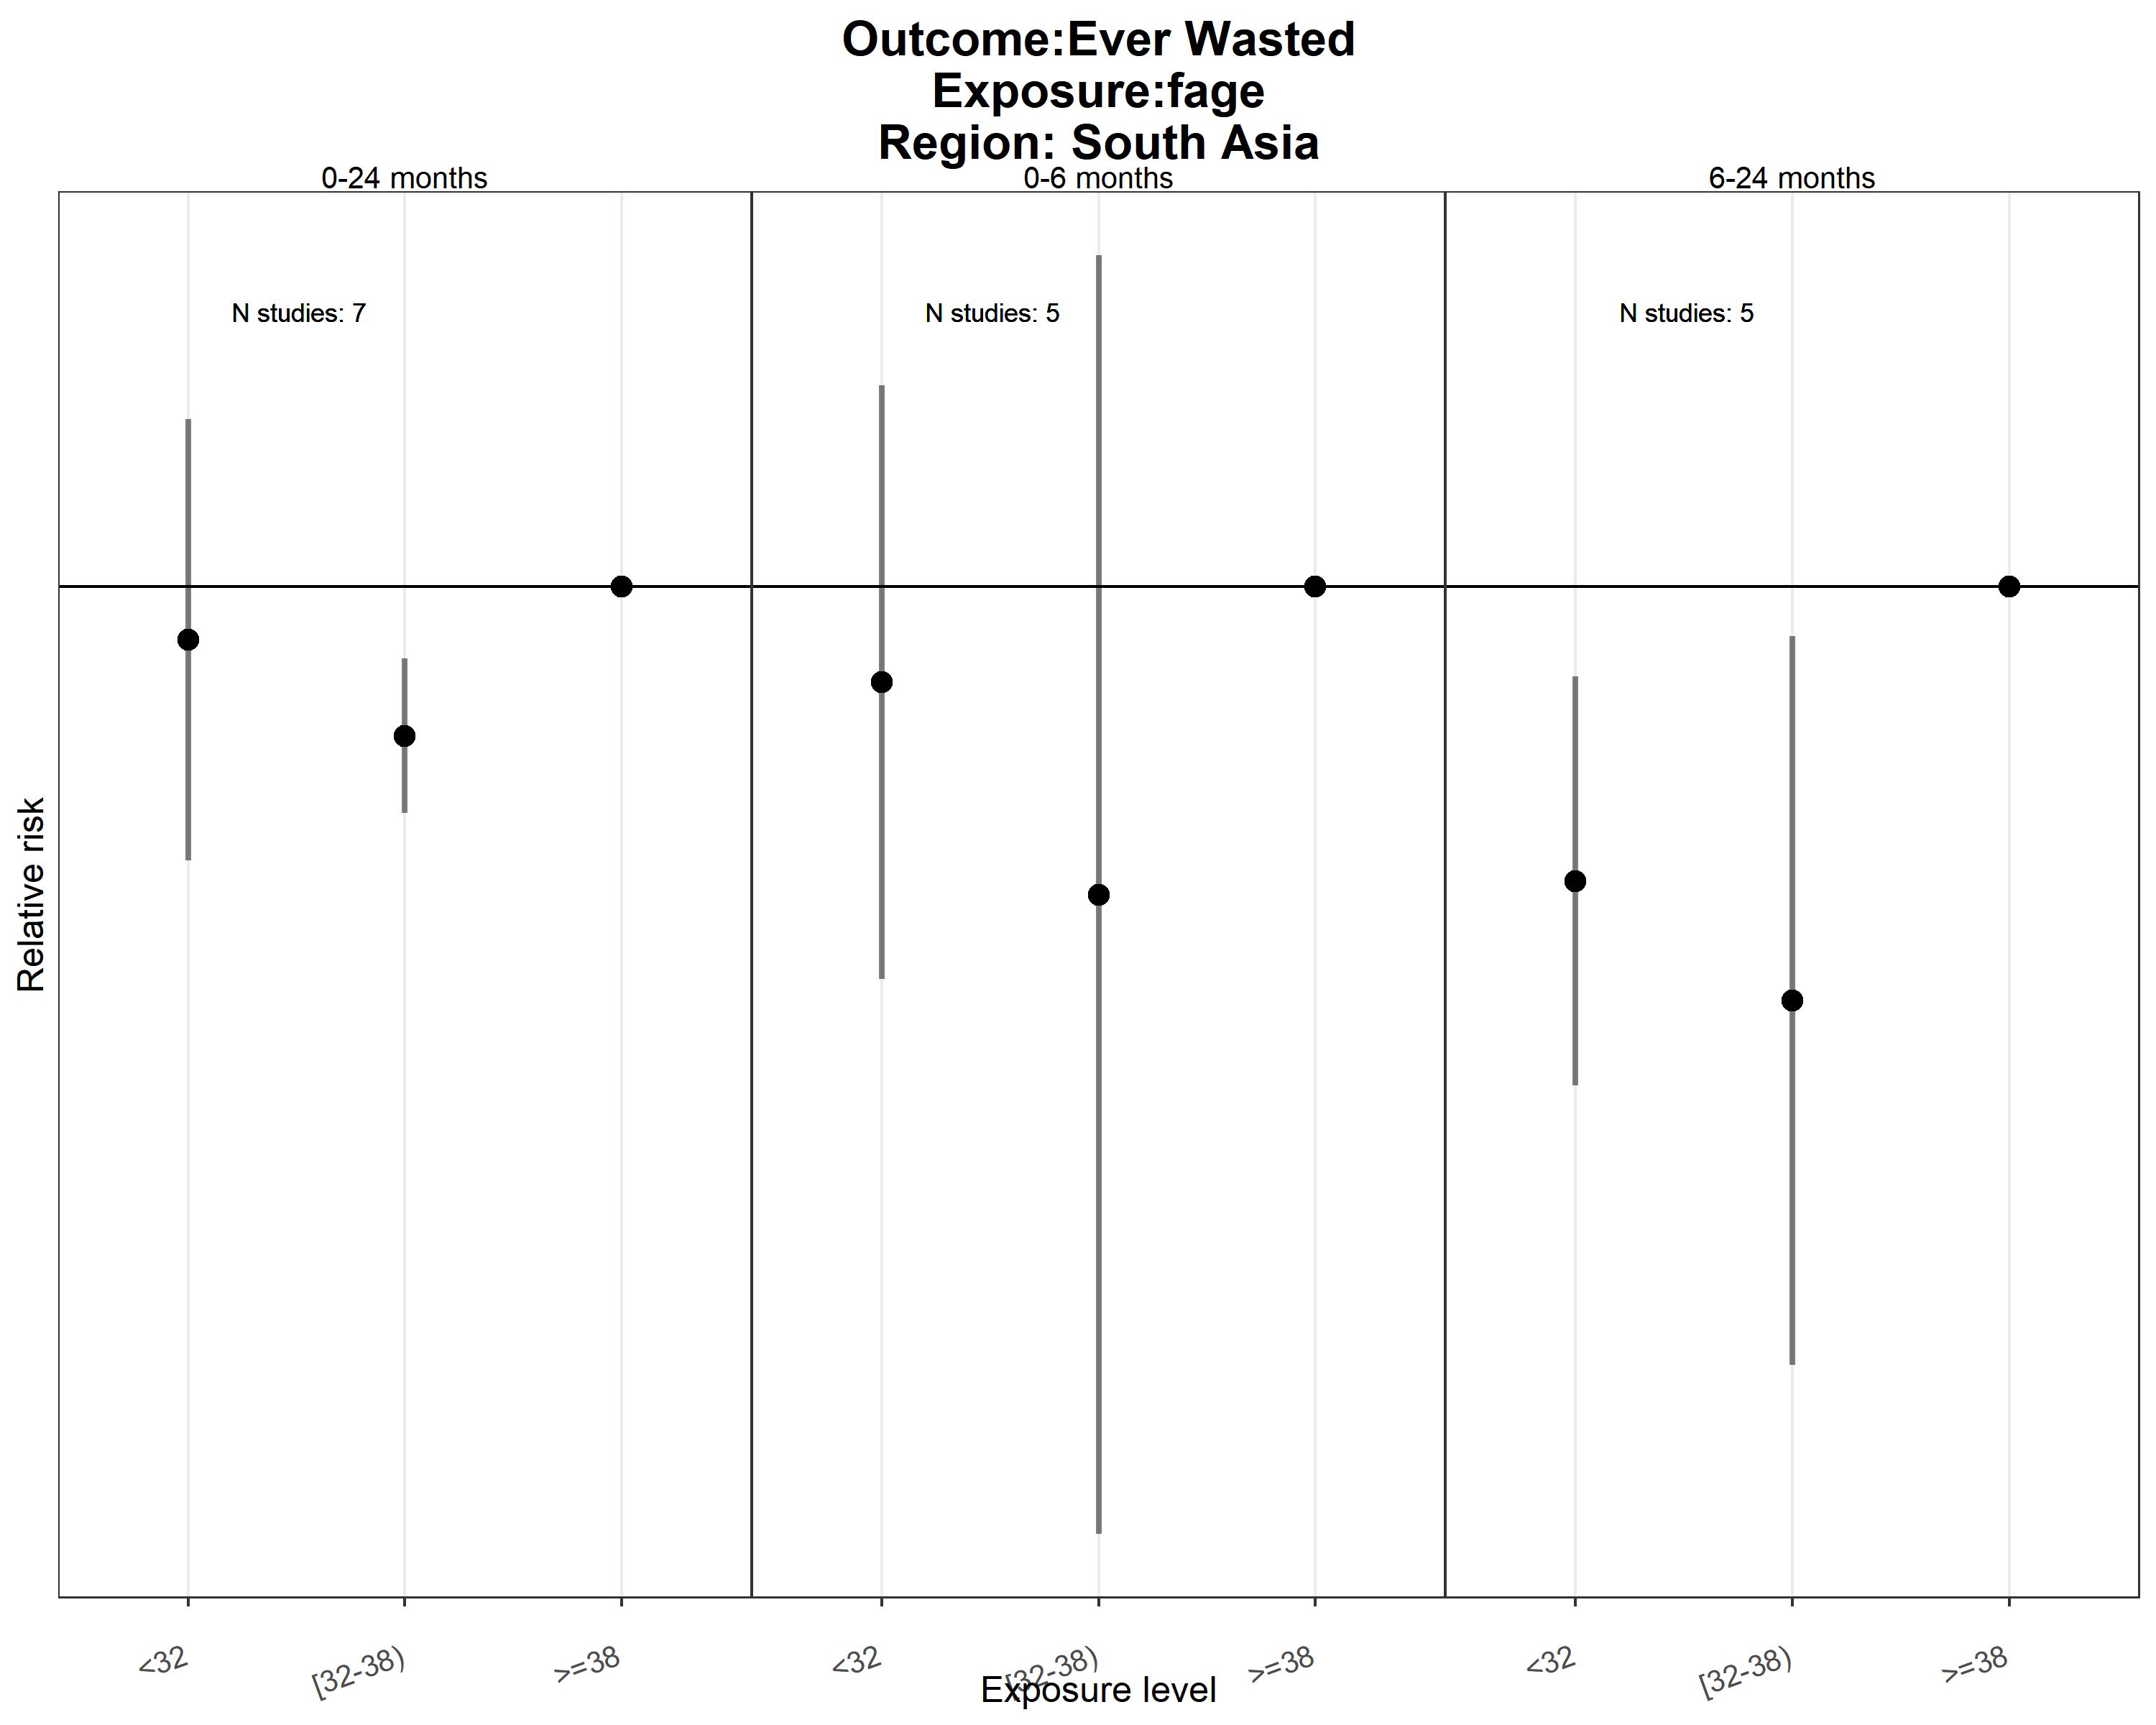 Outcome:Ever Wasted
Exposure:fage
Region: South Asia
0-24 months
0-6 months
6-24 months
N studies: 7
N studies: 5
N studies: 5
Relative risk
<32
[32-38)
>=38
<32
[32-38)
>=38
<32
[32-38)
>=38
Exposure level